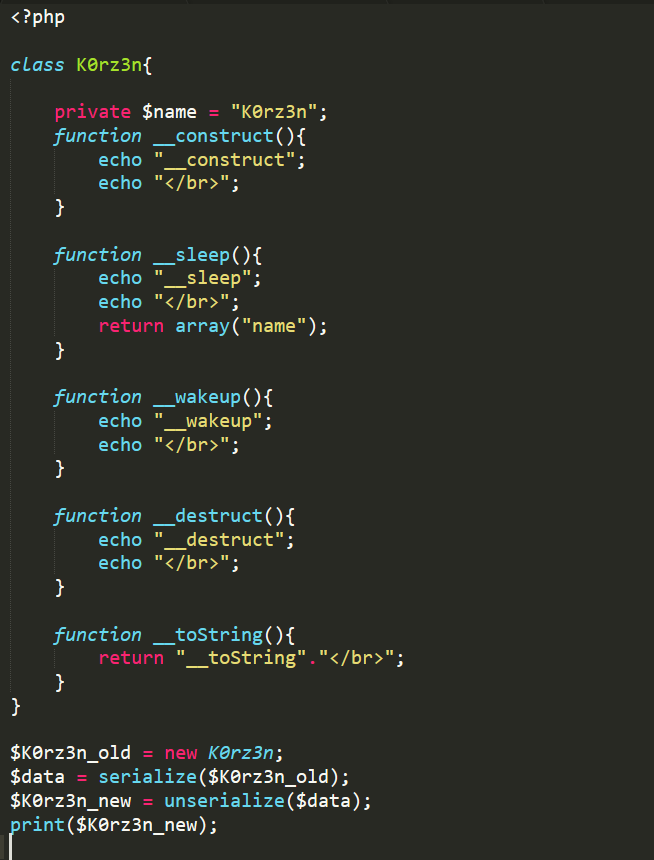 <?php
class K0rz3n{
private $name = "K0rz3n";
function __construct(){
echo "__construct";
echo "</br>";
}
function __sleep(){
echo "__sleep";
echo "</br>";
return array("name");
}
function __wakeup(){
echo "__wakeup";
echo "</br>";
}
function __destruct(){
echo "__destruct";
echo "</br>";
}
function __toString(){
return "__toString"."</br>";
}
}
$K0rz3n_old = new K0rz3n;
$data = serialize($K0rz3n_old);
$K0rz3n_new = unserialize($data);
print($K0rz3n_new);